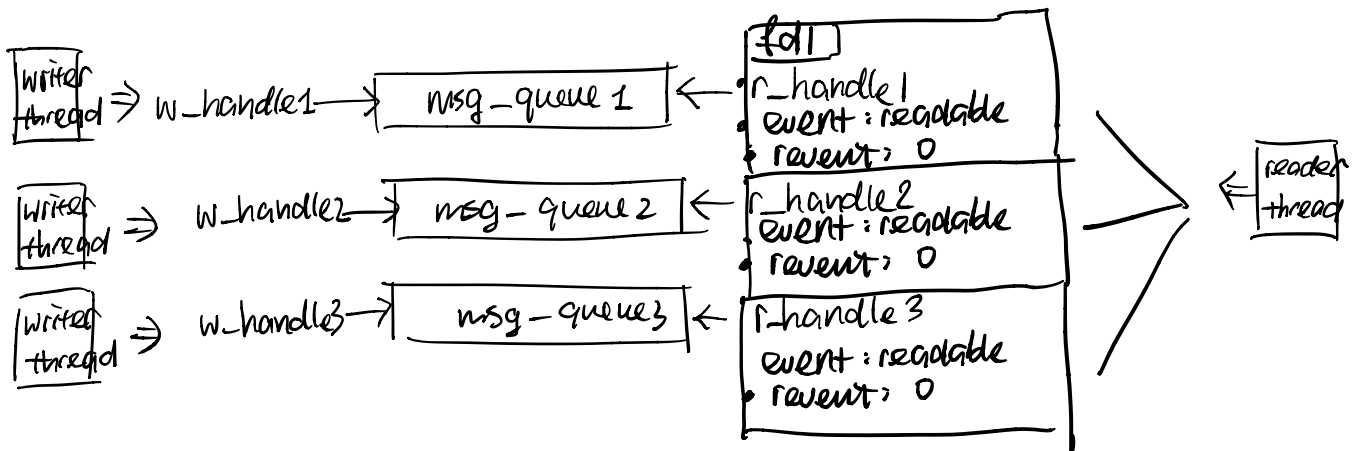 fd1
writer
thread
⇒ w_handle1 → msg_queue 1 ← r_handle1
event : readable
revent: 0
writer
thread
⇒ w_handle2 → msg_queue 2 ← r_handle2
event : readable
revent: 0
writer
thread
⇒ w_handle3 → msg_queue3 ← r_handle3
event : readable
revent: 0
⇐ reader
thread